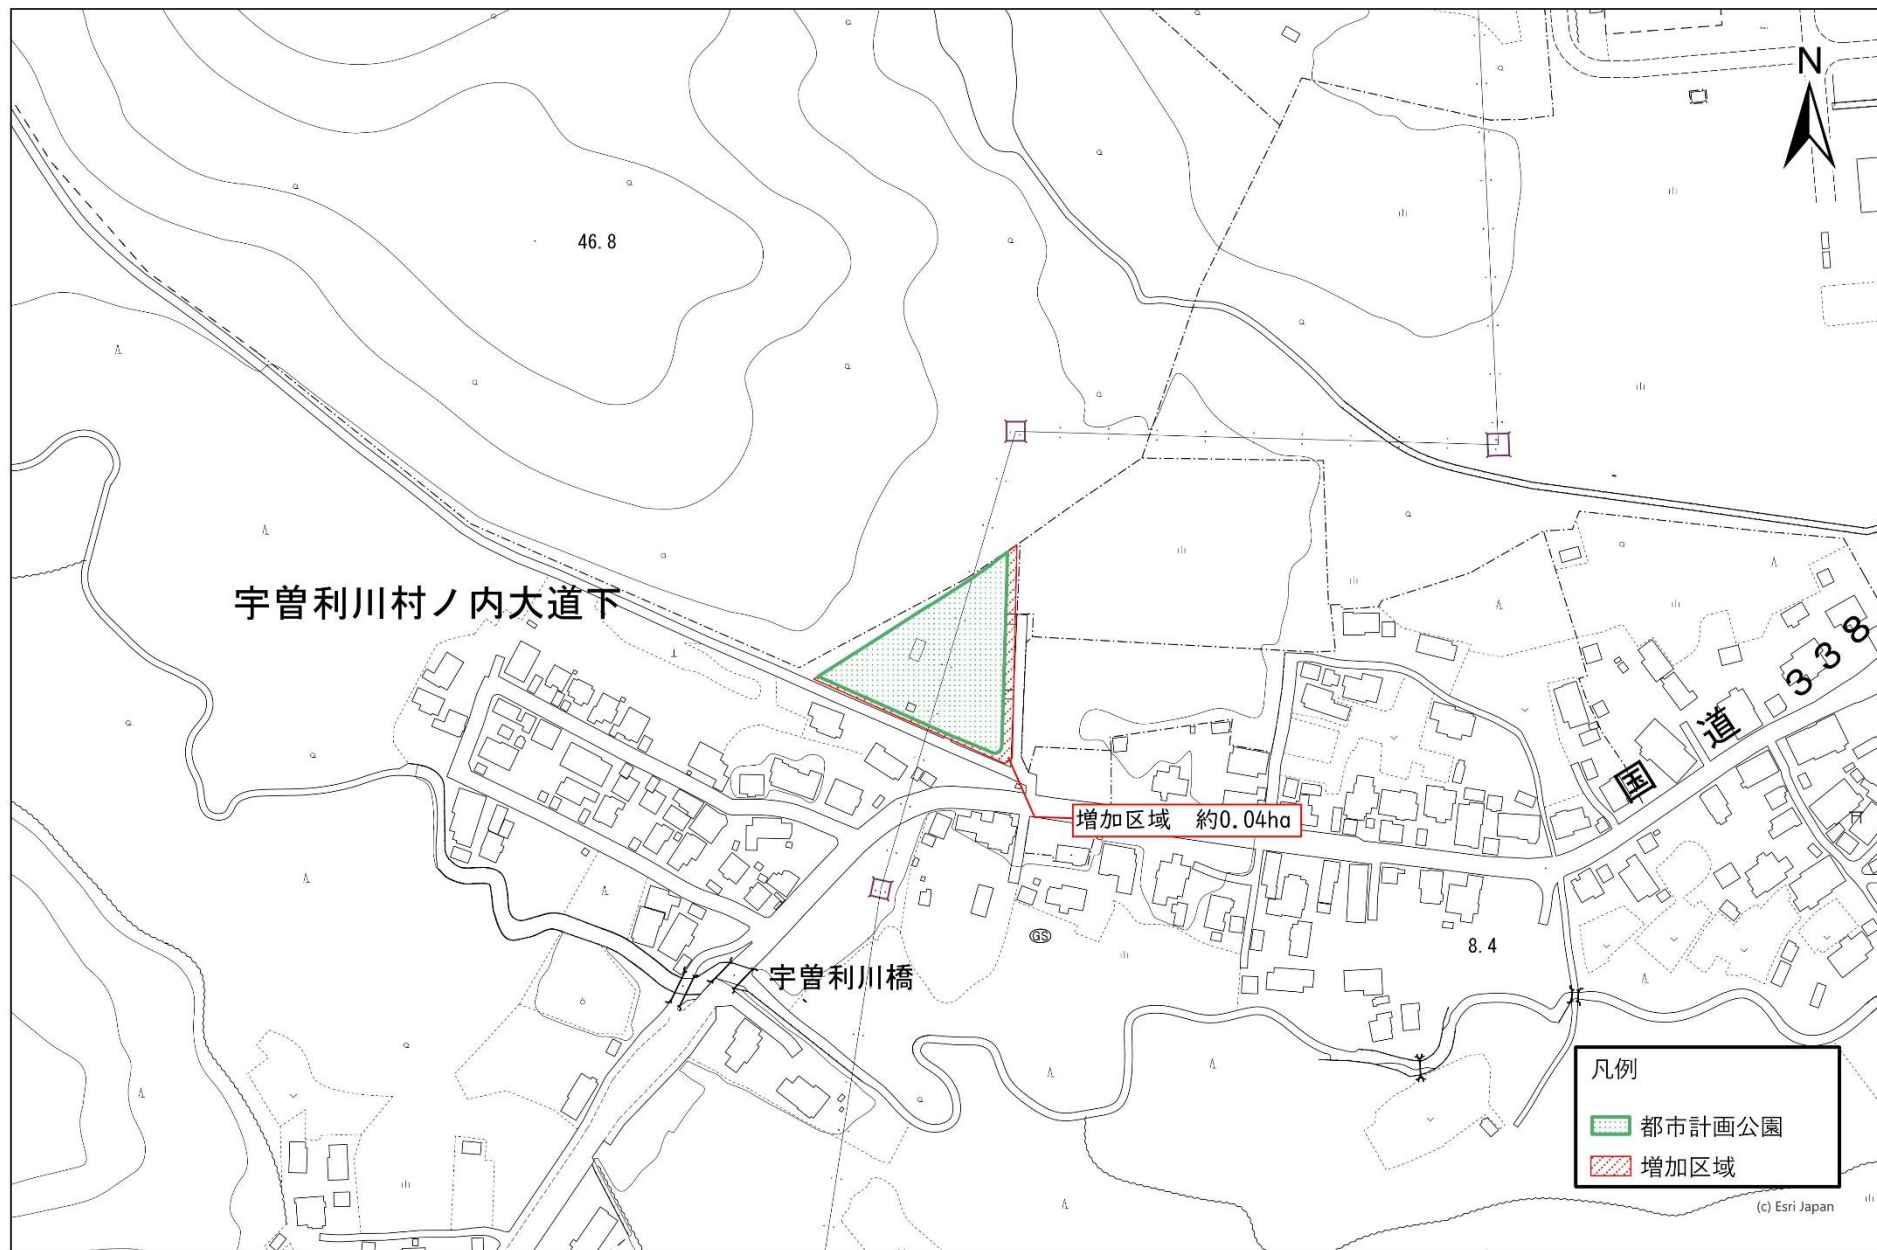 N
46.8
宇曽利川村ノ内大道下
国道338
増加区域　約0.04ha
GS
8.4
宇曽利川橋
凡例
都市計画公園
増加区域
(c) Esri Japan